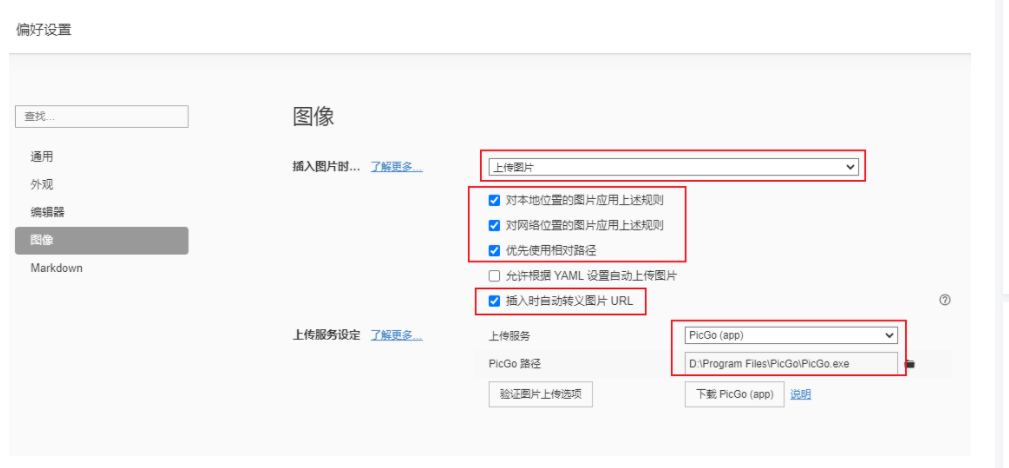 偏好设置
查找...
通用
外观
编辑器
图像
Markdown
图像
插入图片时... 了解更多...
上传图片
对本地位置的图片应用上述规则
对网络位置的图片应用上述规则
优先使用相对路径
允许根据 YAML 设置自动上传图片
插入时自动转义图片 URL
上传服务设定 了解更多...
上传服务 PicGo (app)
PicGo 路径 D:\Program Files\PicGo\PicGo.exe
验证图片上传选项 下载 PicGo (app) 说明